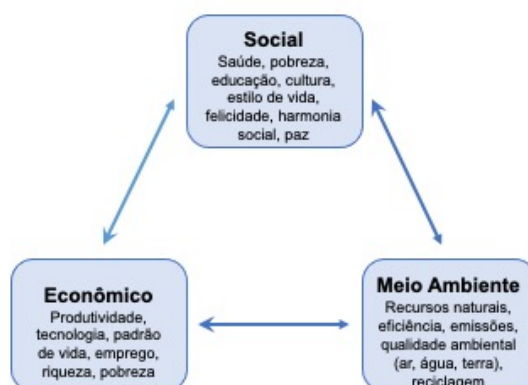 Social
Saúde, pobreza,
educação, cultura,
estilo de vida,
felicidade, harmonia
social, paz
Econômico
Produtividade,
tecnologia, padrão
de vida, emprego,
riqueza, pobreza
Meio Ambiente
Recursos naturais,
eficiência, emissões,
qualidade ambiental
(ar, água, terra),
reciclagem